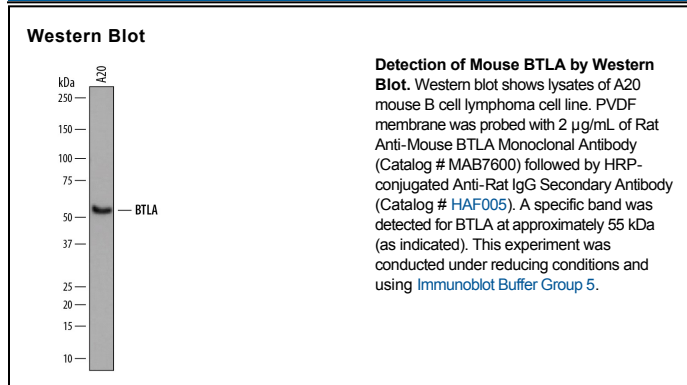 Western Blot
kDa
A20
250
150
100
75
50
37
25
20
15
10
BTLA
Detection of Mouse BTLA by Western
Blot. Western blot shows lysates of A20
mouse B cell lymphoma cell line. PVDF
membrane was probed with 2 µg/mL of Rat
Anti-Mouse BTLA Monoclonal Antibody
(Catalog # MAB7600) followed by HRP-
conjugated Anti-Rat IgG Secondary Antibody
(Catalog # HAF005). A specific band was
detected for BTLA at approximately 55 kDa
(as indicated). This experiment was
conducted under reducing conditions and
using Immunoblot Buffer Group 5.